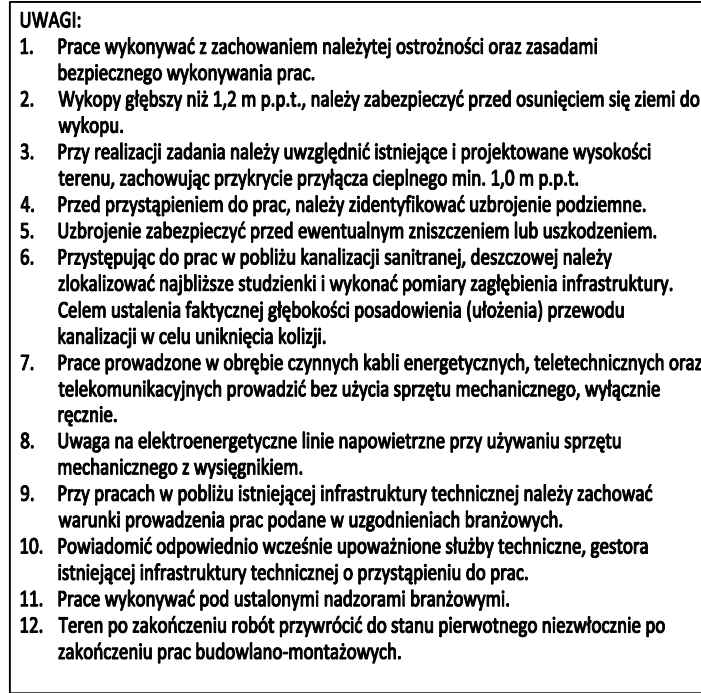 UWAGI:
1. Prace wykonywać z zachowaniem należytej ostrożności oraz zasadami
bezpiecznego wykonywania prac.
2. Wykopy głębszy niż 1,2 m p.p.t., należy zabezpieczyć przed osunięciem się ziemi do
wykopu.
3. Przy realizacji zadania należy uwzględnić istniejące i projektowane wysokości
terenu, zachowując przykrycie przyłącza cieplnego min. 1,0 m p.p.t.
4. Przed przystąpieniem do prac, należy zidentyfikować uzbrojenie podziemne.
5. Uzbrojenie zabezpieczyć przed ewentualnym zniszczeniem lub uszkodzeniem.
6. Przystępując do prac w pobliżu kanalizacji sanitranej, deszczowej należy
zlokalizować najbliższe studzienki i wykonać pomiary zagłębienia infrastruktury.
Celem ustalenia faktycznej głębokości posadowienia (ułożenia) przewodu
kanalizacji w celu uniknięcia kolizji.
7. Prace prowadzone w obrębie czynnych kabli energetycznych, teletechnicznych oraz
telekomunikacyjnych prowadzić bez użycia sprzętu mechanicznego, wyłącznie
ręcznie.
8. Uwaga na elektroenergetyczne linie napowietrzne przy używaniu sprzętu
mechanicznego z wysięgnikiem.
9. Przy pracach w pobliżu istniejącej infrastruktury technicznej należy zachować
warunki prowadzenia prac podane w uzgodnieniach branżowych.
10. Powiadomić odpowiednio wcześnie upoważnione służby techniczne, gestora
istniejącej infrastruktury technicznej o przystąpieniu do prac.
11. Prace wykonywać pod ustalonymi nadzorami branżowymi.
12. Teren po zakończeniu robót przywrócić do stanu pierwotnego niezwłocznie po
zakończeniu prac budowlano-montażowych.